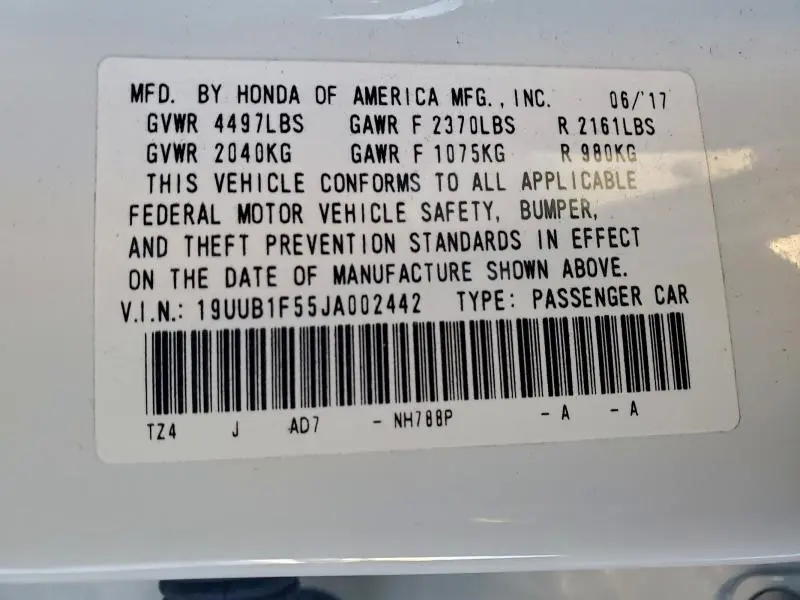 MFD. BY HONDA OF AMERICA MFG., INC. 06/'17
GVWR 4497LBS GAWR F 2370LBS R 2161LBS
GVWR 2040KG GAWR F 1075KG R 980KG
THIS VEHICLE CONFORMS TO ALL APPLICABLE
FEDERAL MOTOR VEHICLE SAFETY, BUMPER,
AND THEFT PREVENTION STANDARDS IN EFFECT
ON THE DATE OF MANUFACTURE SHOWN ABOVE.
V.I.N.: 19UUB1F55JA002442 TYPE: PASSENGER CAR
TZ4 J AD7 - NH788P - A - A